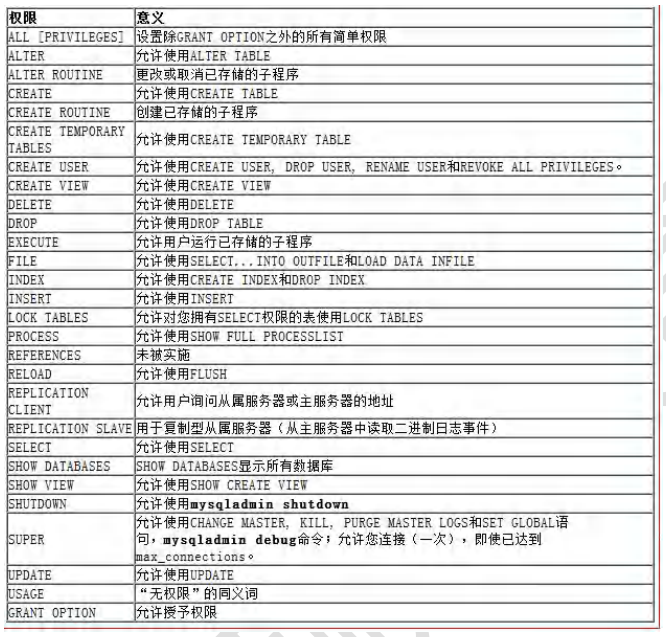 权限 意义
ALL [PRIVILEGES] 设置除GRANT OPTION之外的所有简单权限
ALTER 允许使用ALTER TABLE
ALTER ROUTINE 更改或取消已存储的子程序
CREATE 允许使用CREATE TABLE
CREATE ROUTINE 创建已存储的子程序
CREATE TEMPORARY
TABLES 允许使用CREATE TEMPORARY TABLE
CREATE USER 允许使用CREATE USER, DROP USER, RENAME USER和REVOKE ALL PRIVILEGES。
CREATE VIEW 允许使用CREATE VIEW
DELETE 允许使用DELETE
DROP 允许使用DROP TABLE
EXECUTE 允许用户运行已存储的子程序
FILE 允许使用SELECT...INTO OUTFILE和LOAD DATA INFILE
INDEX 允许使用CREATE INDEX和DROP INDEX
INSERT 允许使用INSERT
LOCK TABLES 允许对您拥有SELECT权限的表使用LOCK TABLES
PROCESS 允许使用SHOW FULL PROCESSLIST
REFERENCES 未被实施
RELOAD 允许使用FLUSH
REPLICATION
CLIENT 允许用户询问从属服务器或主服务器的地址
REPLICATION SLAVE 用于复制型从属服务器（从主服务器中读取二进制日志事件）
SELECT 允许使用SELECT
SHOW DATABASES SHOW DATABASES显示所有数据库
SHOW VIEW 允许使用SHOW CREATE VIEW
SHUTDOWN 允许使用mysqladmin shutdown
SUPER 允许使用CHANGE MASTER, KILL, PURGE MASTER LOGS和SET GLOBAL语
句，mysqladmin debug命令；允许您连接（一次），即使已达到
max_connections。
UPDATE 允许使用UPDATE
USAGE “无权限”的同义词
GRANT OPTION 允许授予权限